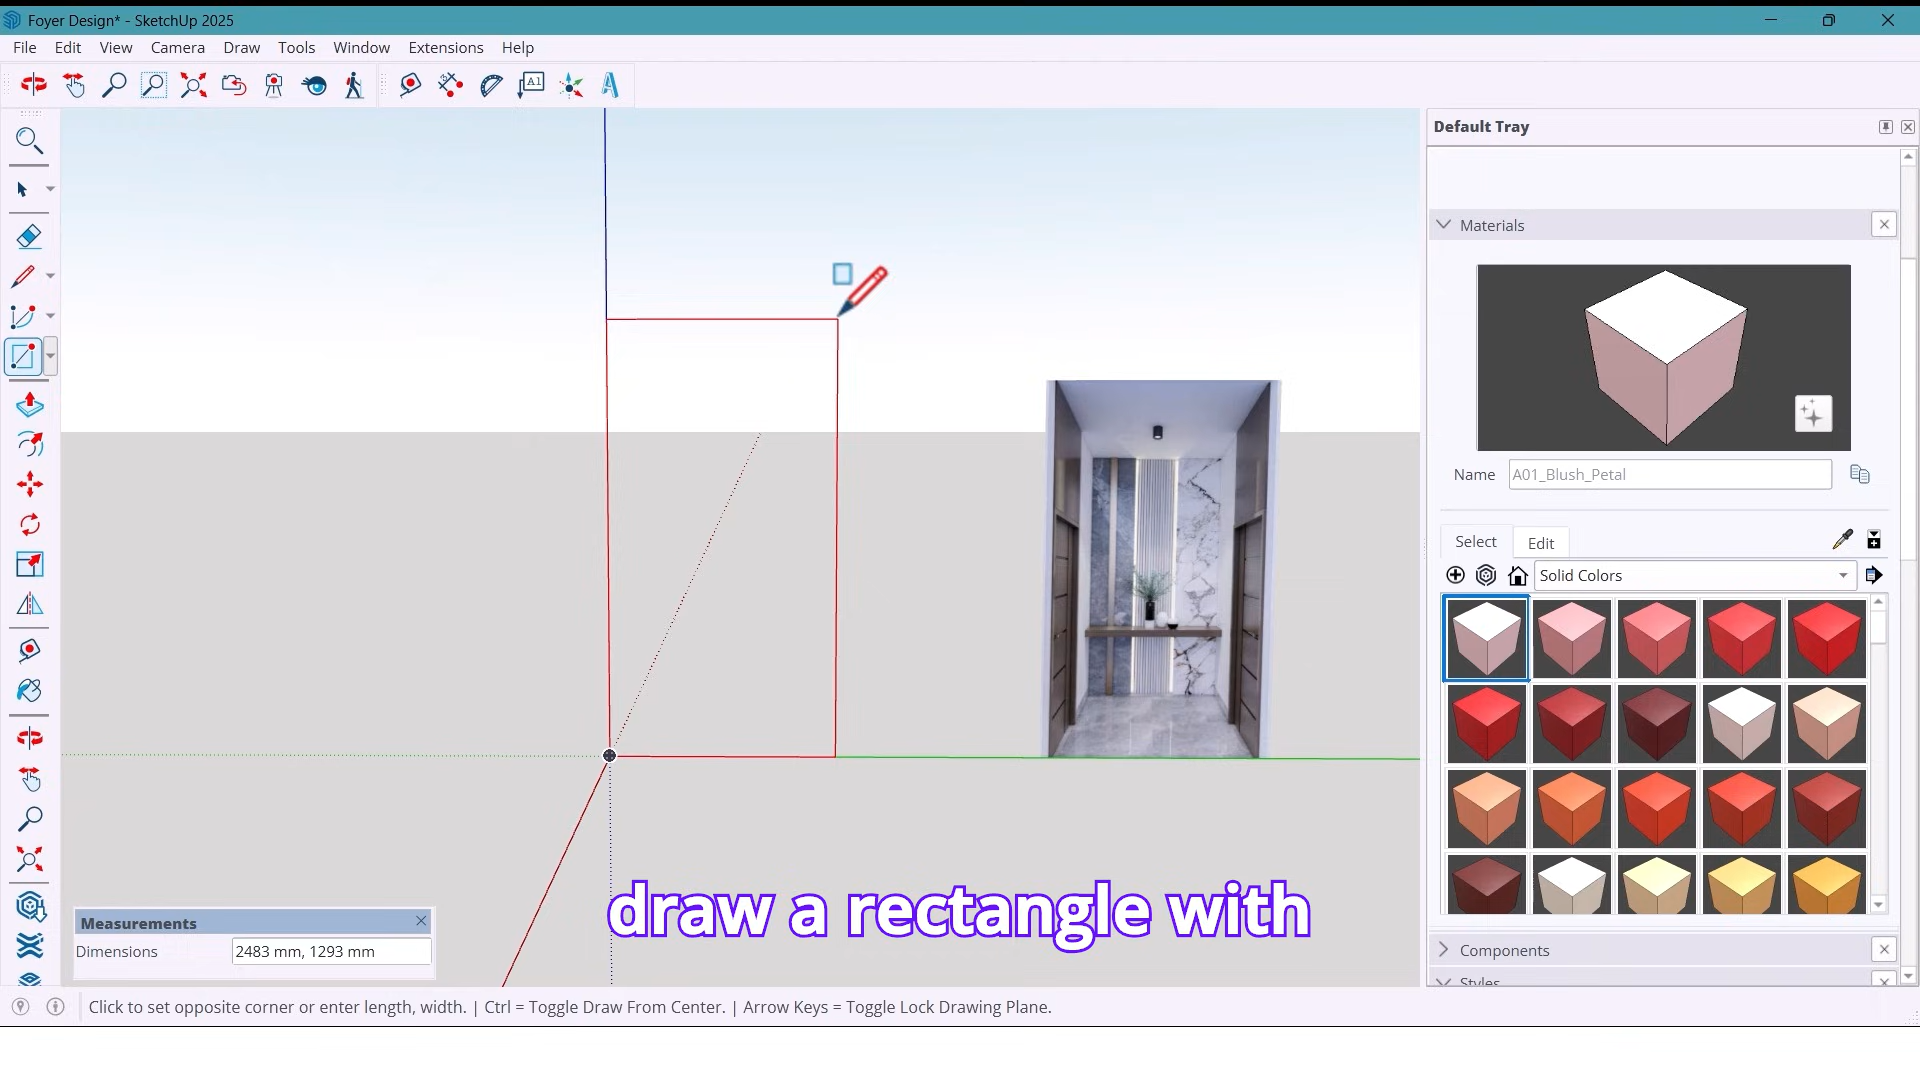 Foyer Design* - SketchUp 2025
File Edit View Camera Draw Tools Window Extensions Help
A1
Default Tray
Materials
Name A01_Blush_Petal
Select Edit
Solid Colors
Components
Styles
draw a rectangle with
Measurements
Dimensions 2483 mm, 1293 mm
Click to set opposite corner or enter length, width. | Ctrl = Toggle Draw From Center. | Arrow Keys = Toggle Lock Drawing Plane.